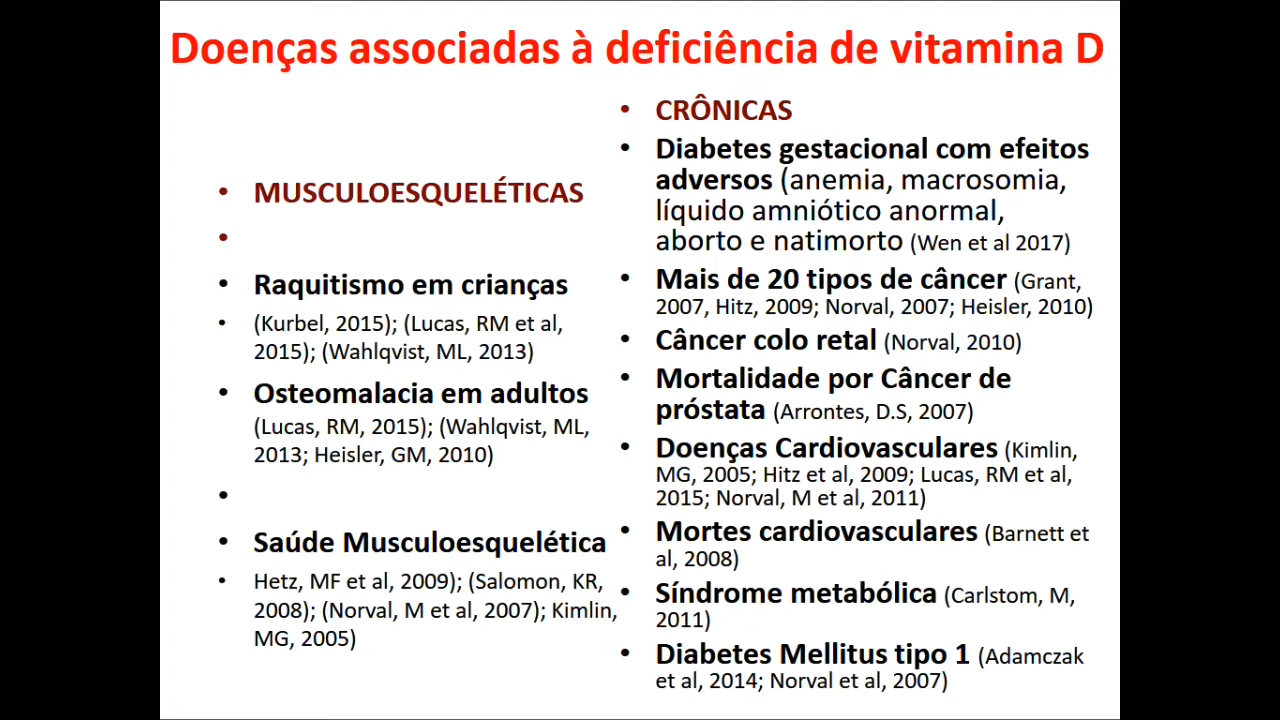 Doenças associadas à deficiência de vitamina D
• MUSCULOESQUELÉTICAS
•
• Raquitismo em crianças
• (Kurbel, 2015); (Lucas, RM et al,
2015); (Wahlqvist, ML, 2013)
• Osteomalacia em adultos
(Lucas, RM, 2015); (Wahlqvist, ML,
2013; Heisler, GM, 2010)
•
• Saúde Musculoesquelética
• Hetz, MF et al, 2009); (Salomon, KR,
2008); (Norval, M et al, 2007); Kimlin,
MG, 2005)
• CRÔNICAS
• Diabetes gestacional com efeitos
adversos (anemia, macrosomia,
líquido amniótico anormal,
aborto e natimorto (Wen et al 2017)
• Mais de 20 tipos de câncer (Grant,
2007, Hitz, 2009; Norval, 2007; Heisler, 2010)
• Câncer colo retal (Norval, 2010)
• Mortalidade por Câncer de
próstata (Arrontes, D.S, 2007)
• Doenças Cardiovasculares (Kimlin,
MG, 2005; Hitz et al, 2009; Lucas, RM et al,
2015; Norval, M et al, 2011)
• Mortes cardiovasculares (Barnett et
al, 2008)
• Síndrome metabólica (Carlstom, M,
2011)
• Diabetes Mellitus tipo 1 (Adamczak
et al, 2014; Norval et al, 2007)